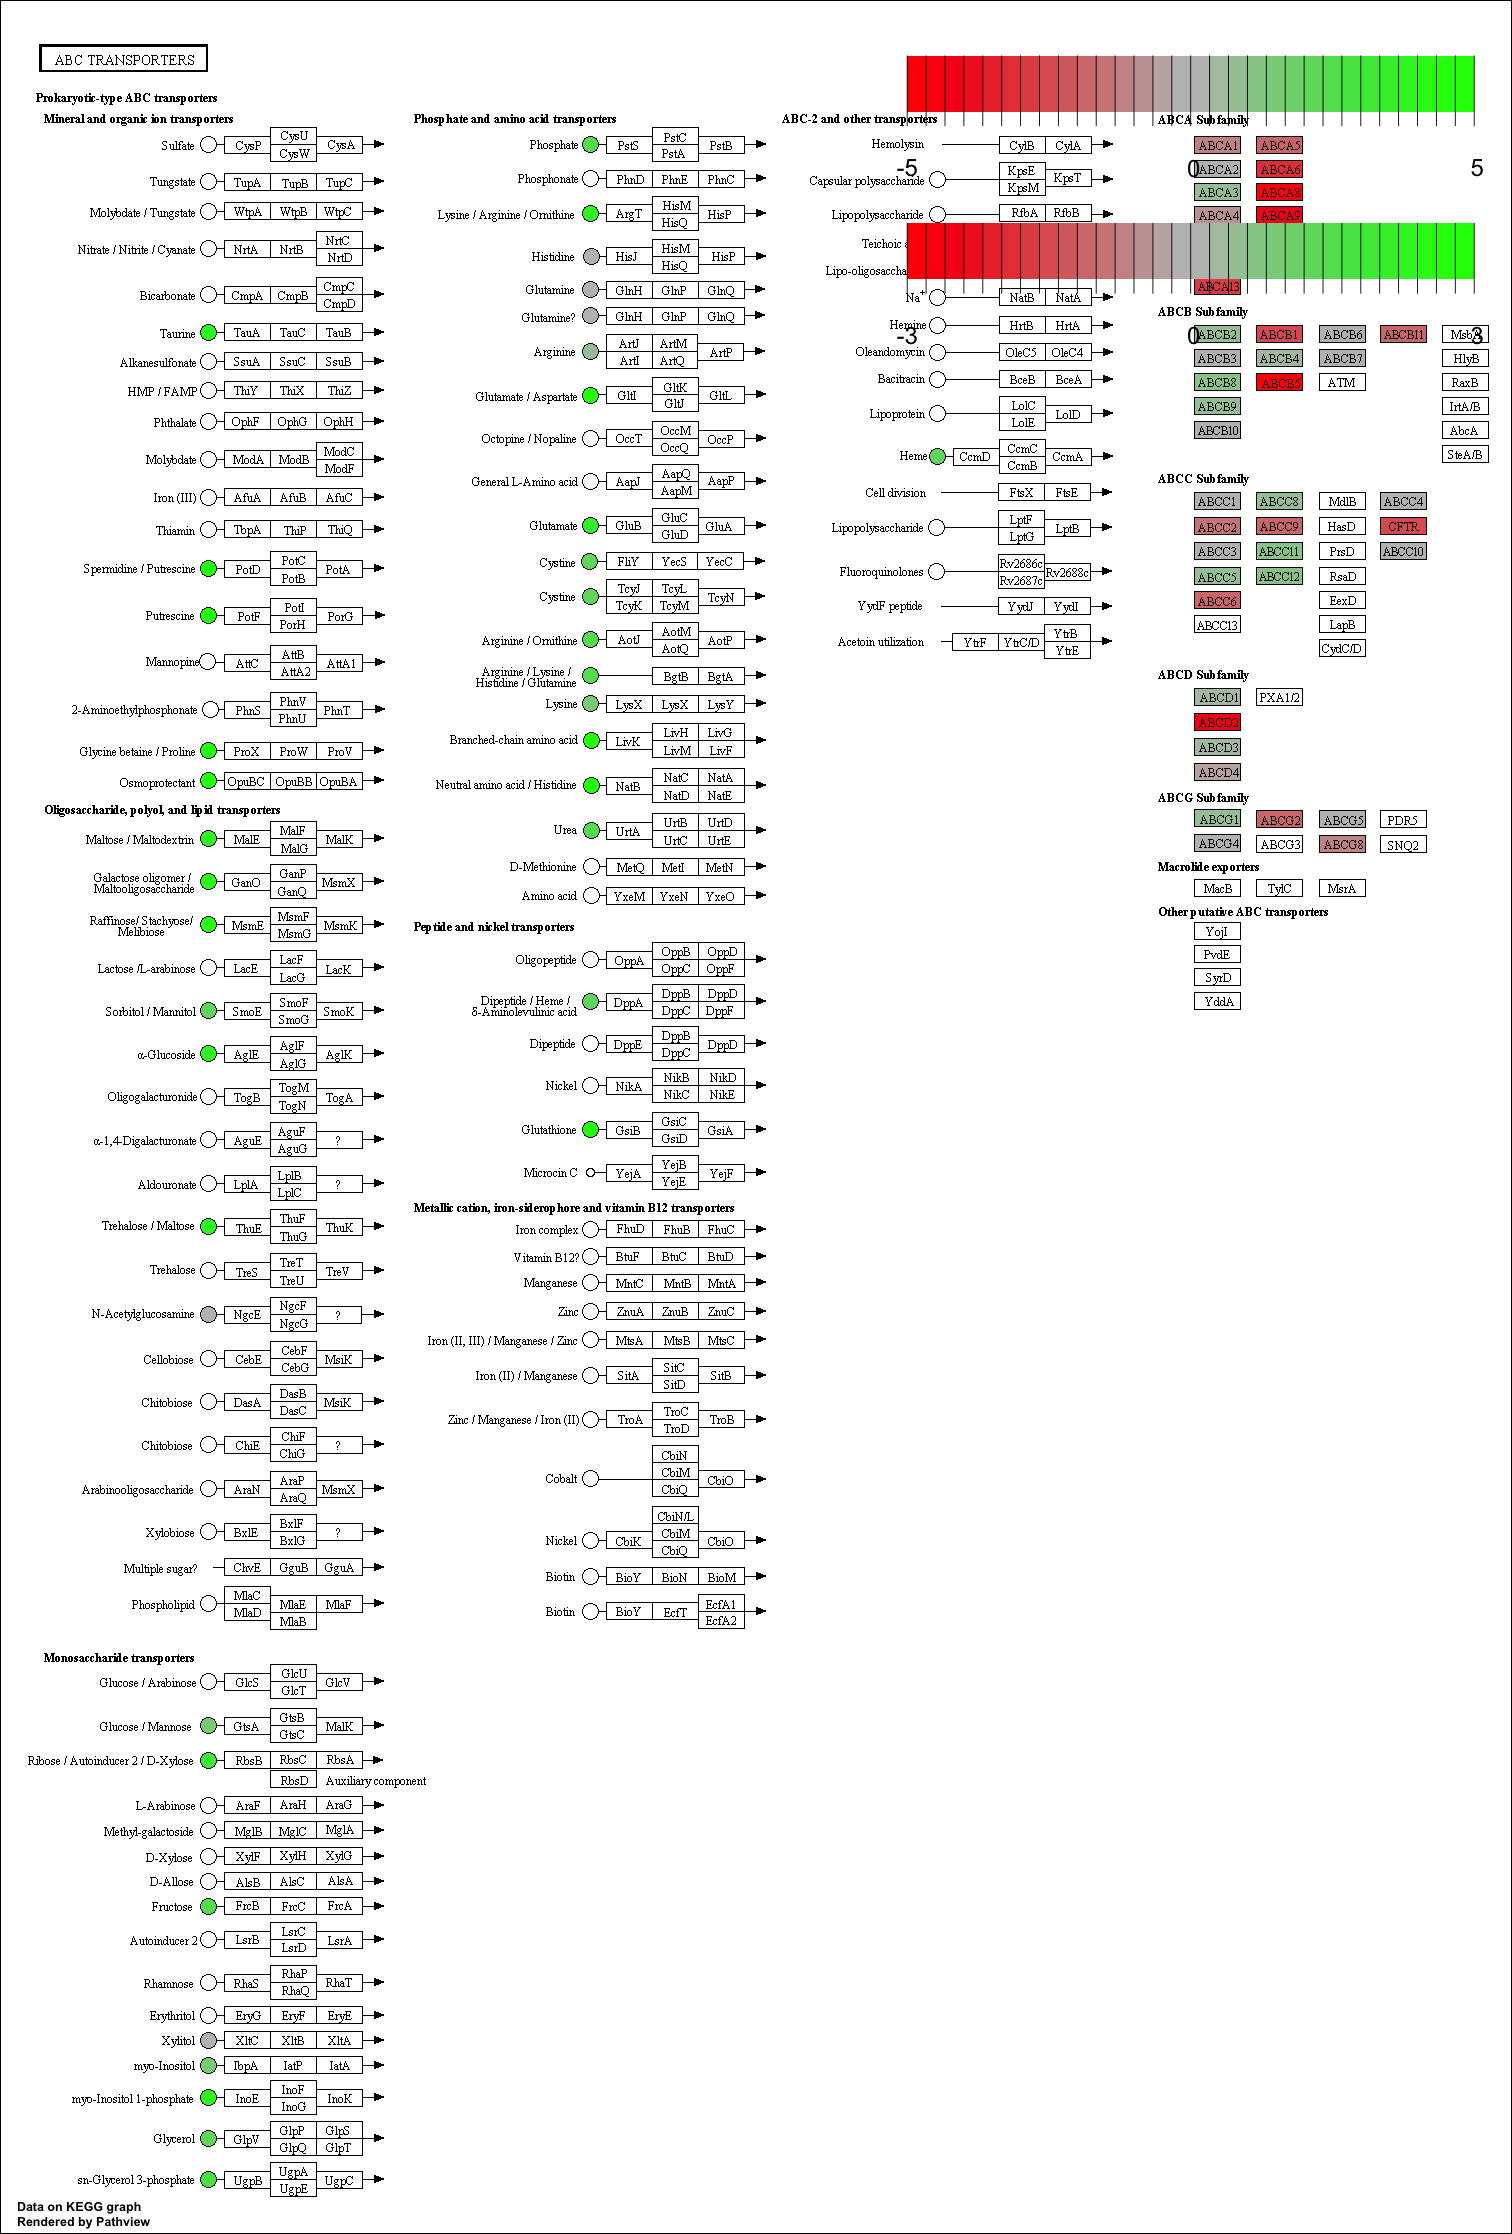 ABC TRANSPORTERS
Prokaryotic-type ABC transporters
Mineral and organic ion transporters
Sulfate CysP CysU CysW CysA
Tungstate TupA TupB TupC
Molybdate / Tungstate WtpA WtpB WtpC
Nitrate / Nitrite / Cyanate NrtA NrtB NrtC NrtD
Bicarbonate CmpA CmpB CmpC CmpD
Taurine TauA TauC TauB
Alkanesulfonate SsuA SsuC SsuB
HMP / FAMP ThiY ThiX ThiZ
Phthalate OphF OphG OphH
Molybdate ModA ModB ModC ModF
Iron (III) AfuA AfuB AfuC
Thiamin TbpA ThiP ThiQ
Spermidine / Putrescine PotD PotC PotB PotA
Putrescine PotF PotI PotH PorG
Mannopine AttC AttB AttA2 AttA1
2-Aminoethylphosphonate PhnS PhnV PhnU PhnT
Glycine betaine / Proline ProX ProW ProV
Osmoprotectant OpuBC OpuBB OpuBA
Oligosaccharide, polyol, and lipid transporters
Maltose / Maltodextrin MalE MalF MalG MalK
Galactose oligomer /
Maltooligosaccharide GanO GanP GanQ MsmX
Raffinose/ Stachyose/
Melibiose MsmE MsmF MsmG MsmK
Lactose /L-arabinose LacE LacF LacG LacK
Sorbitol / Mannitol SmoE SmoF SmoG SmoK
α-Glucoside AglE AglF AglG AglK
Oligogalacturonide TogB TogM TogN TogA
α-1,4-Digalacturonate AguE AguF AguG ?
Aldouronate LplA LplB LplC ?
Trehalose / Maltose ThuE ThuF ThuG ThuK
Trehalose TreS TreT TreU TreV
N-Acetylglucosamine NgcE NgcF NgcG ?
Cellobiose CebE CebF CebG MsiK
Chitobiose DasA DasB DasC MsiK
Chitobiose ChiE ChiF ChiG ?
Arabinooligosaccharide AraN AraP AraQ MsmX
Xylobiose BxlE BxlF BxlG ?
Multiple sugar? ChvE GguB GguA
Phospholipid MlaC MlaD MlaE MlaB MlaF
Monosaccharide transporters
Glucose / Arabinose GlcS GlcU GlcT GlcV
Glucose / Mannose GtsA GtsB GtsC MalK
Ribose / Autoinducer 2 / D-Xylose RbsB RbsC RbsA
RbsD Auxiliary component
L-Arabinose AraF AraH AraG
Methyl-galactoside MglB MglC MglA
D-Xylose XylF XylH XylG
D-Allose AlsB AlsC AlsA
Fructose FrcB FrcC FrcA
Autoinducer 2 LsrB LsrC LsrD LsrA
Rhamnose RhaS RhaP RhaQ RhaT
Erythritol EryG EryF EryE
Xylitol XltC XltB XltA
myo-Inositol IbpA IatP IatA
myo-Inositol 1-phosphate InoE InoF InoG InoK
Glycerol GlpV GlpP GlpQ GlpS GlpT
sn-Glycerol 3-phosphate UgpB UgpA UgpE UgpC
Data on KEGG graph
Rendered by Pathview
Phosphate and amino acid transporters
Phosphate PstS PstC PstA PstB
Phosphonate PhnD PhnE PhnC
Lysine / Arginine / Ornithine ArgT HisM HisQ HisP
Histidine HisJ HisM HisQ HisP
Glutamine GlnH GlnP GlnQ
Glutamine? GlnH GlnP GlnQ
Arginine ArtJ ArtI ArtM ArtQ ArtP
Glutamate / Aspartate GltI GltK GltJ GltL
Octopine / Nopaline OccT OccM OccQ OccP
General L-Amino acid AapJ AapQ AapM AapP
Glutamate GluB GluC GluD GluA
Cystine FliY YecS YecC
Cystine TcyJ TcyK TcyL TcyM TcyN
Arginine / Ornithine AotJ AotM AotQ AotP
Arginine / Lysine /
Histidine / Glutamine BgtB BgtA
Lysine LysX LysX LysY
Branched-chain amino acid LivK LivH LivM LivG LivF
Neutral amino acid / Histidine NatB NatC NatD NatA NatE
Urea UrtA UrtB UrtC UrtD UrtE
D-Methionine MetQ MetI MetN
Amino acid YxeM YxeN YxeO
Peptide and nickel transporters
Oligopeptide OppA OppB OppC OppD OppF
Dipeptide / Heme /
δ-Aminolevulinic acid DppA DppB DppC DppD DppF
Dipeptide DppE DppB DppC DppD
Nickel NikA NikB NikC NikD NikE
Glutathione GsiB GsiC GsiD GsiA
Microcin C YejA YejB YejE YejF
Metallic cation, iron-siderophore and vitamin B12 transporters
Iron complex FhuD FhuB FhuC
Vitamin B12? BtuF BtuC BtuD
Manganese MntC MntB MntA
Zinc ZnuA ZnuB ZnuC
Iron (II, III) / Manganese / Zinc MtsA MtsB MtsC
Iron (II) / Manganese SitA SitC SitD SitB
Zinc / Manganese / Iron (II) TroA TroC TroD TroB
Cobalt CbiN CbiM CbiQ CbiO
Nickel CbiK CbiN/L CbiM CbiQ CbiO
Biotin BioY BioN BioM
Biotin BioY EcfT EcfA1 EcfA2
ABC-2 and other transporters
Hemolysin CylB CylA
Capsular polysaccharide KpsE KpsM KpsT
Lipopolysaccharide RfbA RfbB
Teichoic
Lipo-oligosaccha
Na+ NatB NatA
Hemine HrtB HrtA
Oleandomycin OleC5 OleC4
Bacitracin BceB BceA
Lipoprotein LolC LolE LolD
Heme CcmD CcmC CcmB CcmA
Cell division FtsX FtsE
Lipopolysaccharide LptF LptG LptB
Fluoroquinolones Rv2686c Rv2687c Rv2688c
YydF peptide YydJ YydI
Acetoin utilization YtrF YtrC/D YtrB YtrE
-5 0 5
-3 0 3
ABCA Subfamily
ABCA1 ABCA5
ABCA2 ABCA6
ABCA3 ABCA8
ABCA4 ABCA9
ABCA13
ABCB Subfamily
ABCB2 ABCB1 ABCB6 ABCB11 MsbA
ABCB3 ABCB4 ABCB7 HlyB
ABCB8 ABCB5 ATM RaxB
ABCB9 IrtA/B
ABCB10 AbcA
SteA/B
ABCC Subfamily
ABCC1 ABCC8 MdlB ABCC4
ABCC2 ABCC9 HasD CFTR
ABCC3 ABCC11 PrsD ABCC10
ABCC5 ABCC12 RsaD
ABCC6 EexD
ABCC13 LapB
CydC/D
ABCD Subfamily
ABCD1 PXA1/2
ABCD2
ABCD3
ABCD4
ABCG Subfamily
ABCG1 ABCG2 ABCG5 PDR5
ABCG4 ABCG3 ABCG8 SNQ2
Macrolide exporters
MacB TylC MsrA
Other putative ABC transporters
YojI
PvdE
SyrD
YddA